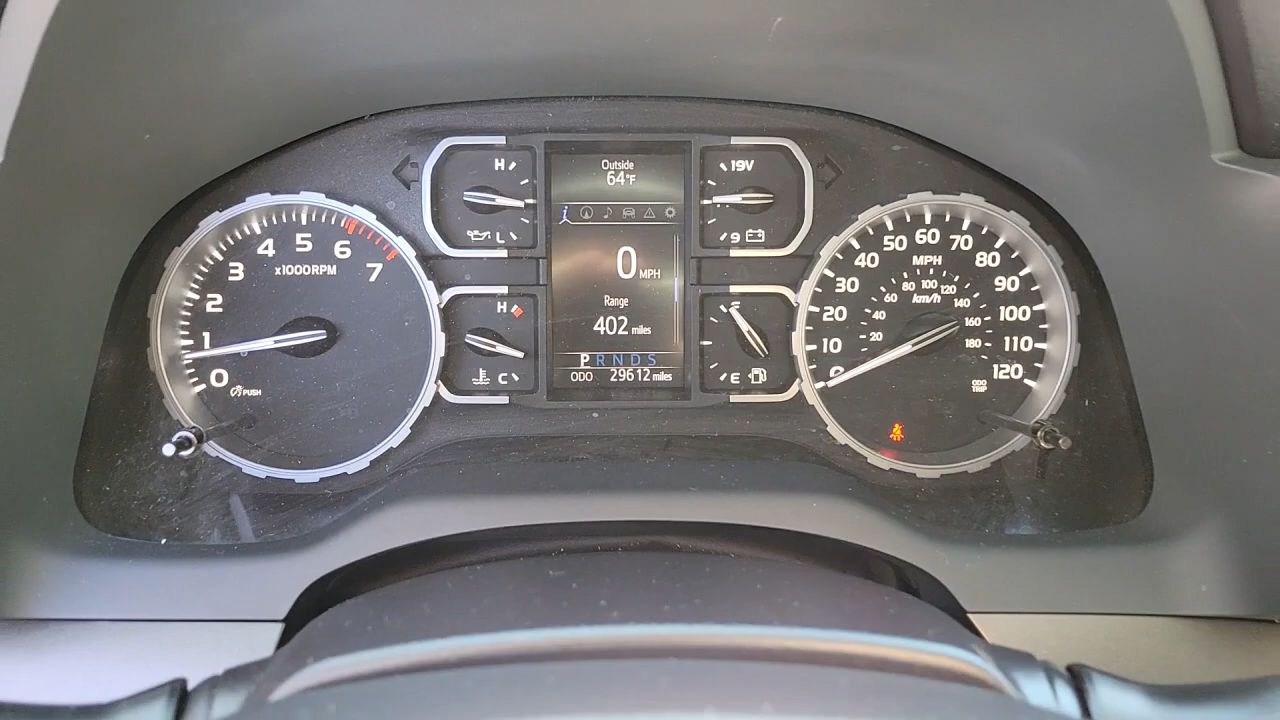 Outside
64°F
0 MPH
Range
402 miles
P R N D S
ODO 29612 miles
0 1 2 3 4 5 6 7
x1000RPM
PUSH
H
L
H
C
19V
9
F
E
0 10 20 30 40 50 60 70 80 90 100 110 120
MPH
20 40 60 80 100 120 140 160 180
km/h
ODO
TRIP